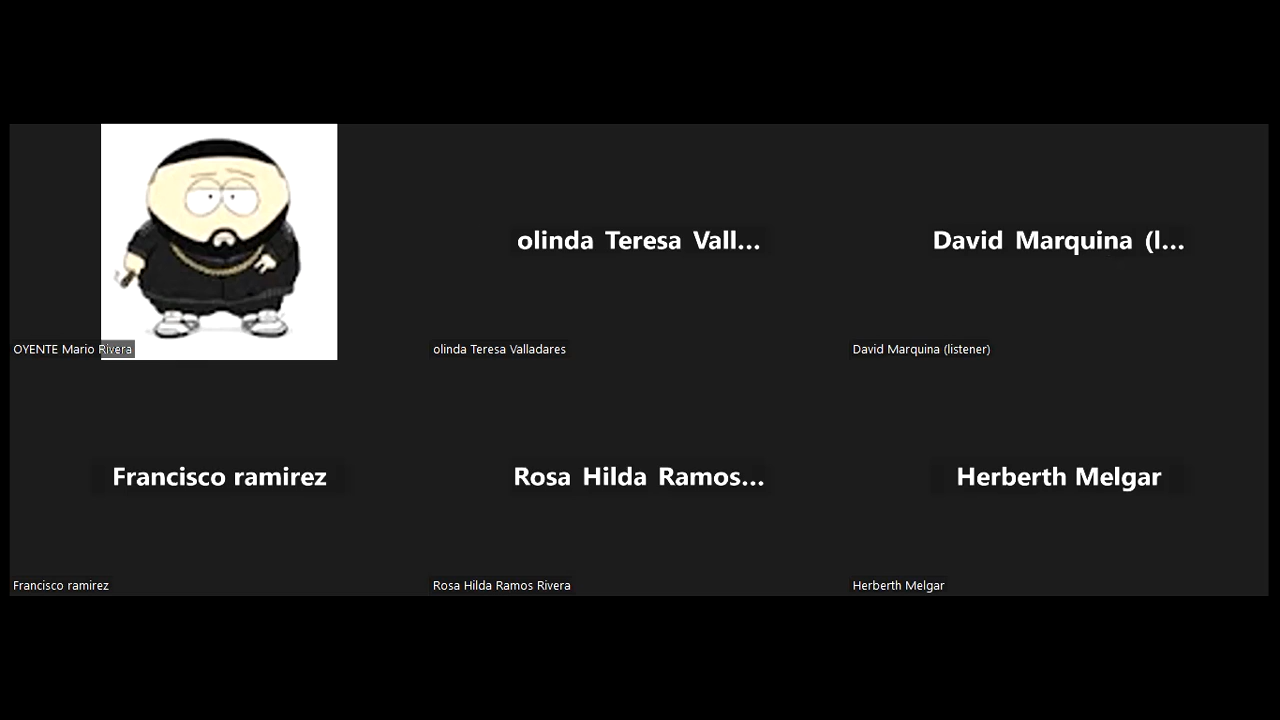 olinda Teresa Vall...
David Marquina (l...
OYENTE Mario Rivera
olinda Teresa Valladares
David Marquina (listener)
Francisco ramirez
Rosa Hilda Ramos...
Herberth Melgar
Francisco ramirez
Rosa Hilda Ramos Rivera
Herberth Melgar